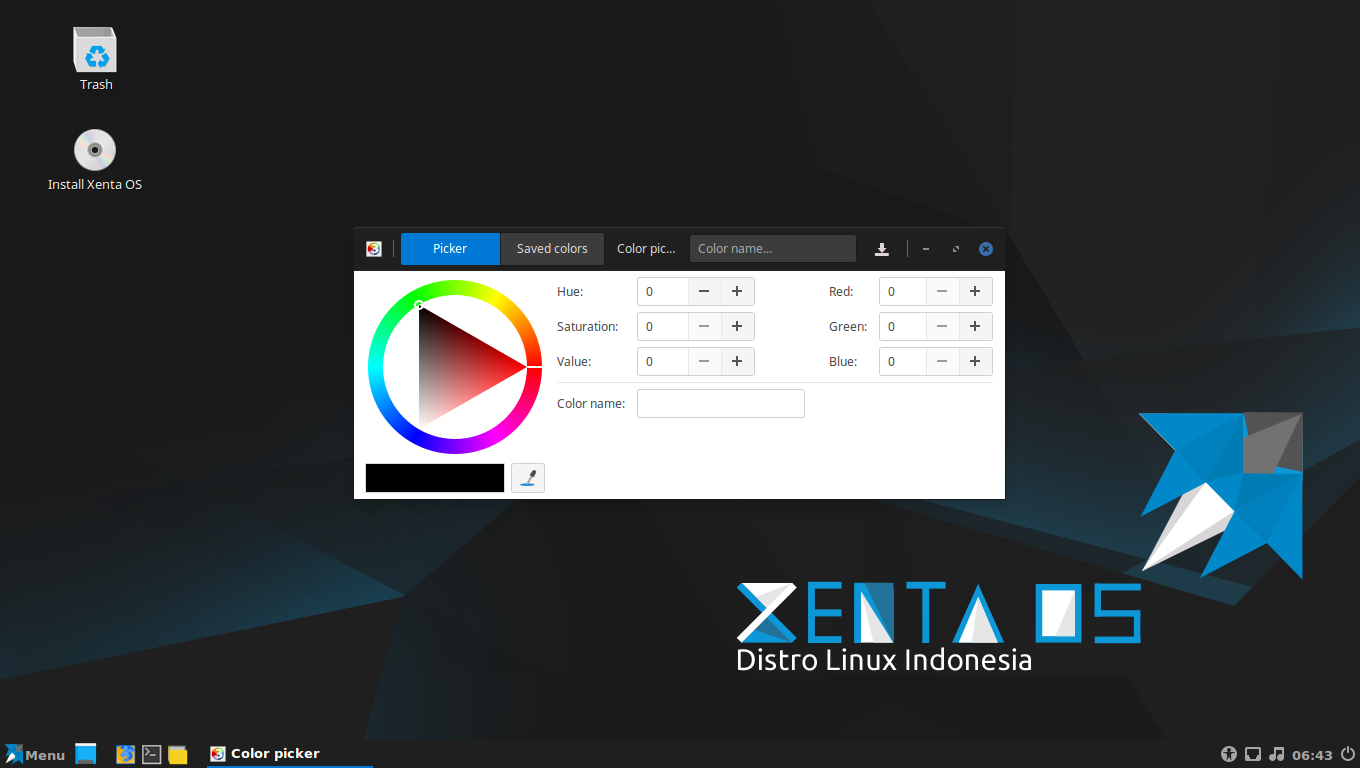 Trash
Install Xenta OS
Picker
Saved colors
Color pic...
Color name...
Hue:
0
Red:
0
Saturation:
0
Green:
0
Value:
0
Blue:
0
Color name:
XENTA OS
Distro Linux Indonesia
Menu
Color picker
06:43